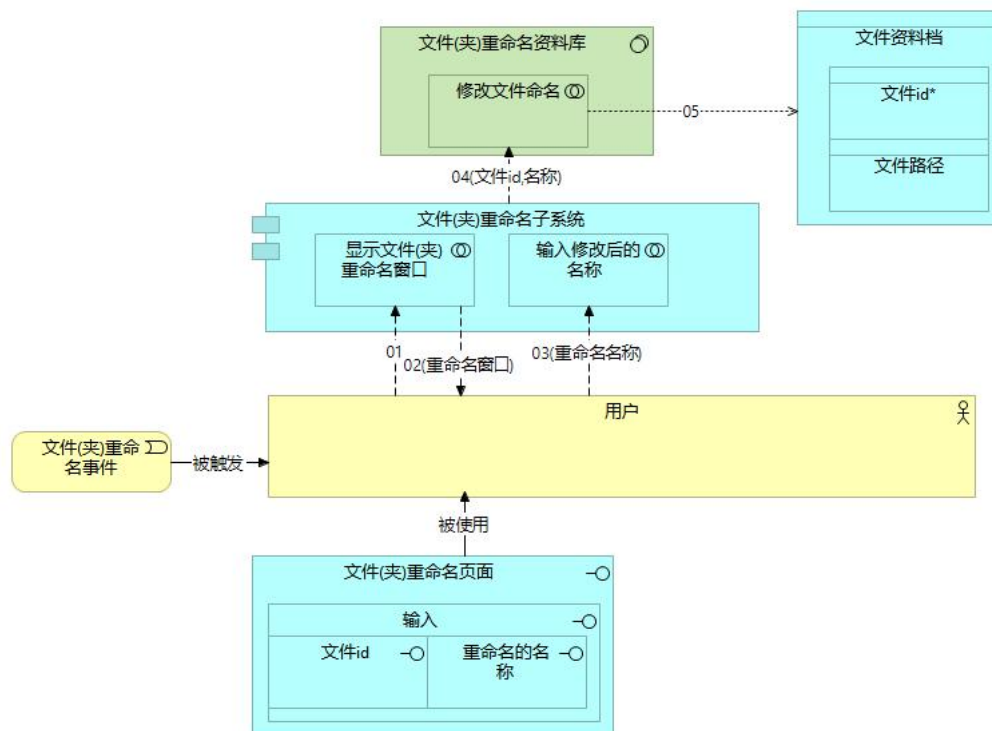 文件(夹)重命名资料库
修改文件命名
文件资料档
文件id*
文件路径
05
04(文件id,名称)
文件(夹)重命名子系统
显示文件(夹)
重命名窗口
输入修改后的
名称
01
02(重命名窗口)
03(重命名名称)
用户
文件(夹)重命
名事件
被触发
被使用
文件(夹)重命名页面
输入
文件id
重命名的名
称